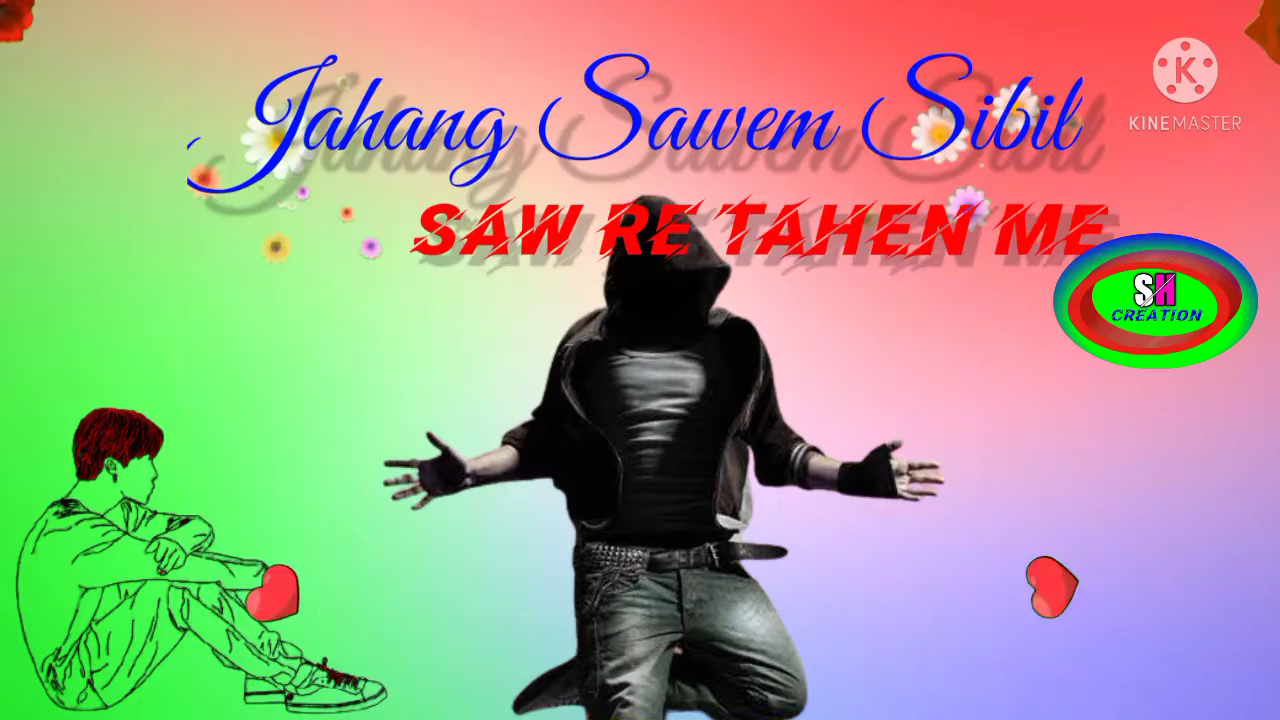 Jahang Sawem Sibil
SAW RE TAHEN ME
K
KINEMASTER
SH
CREATION